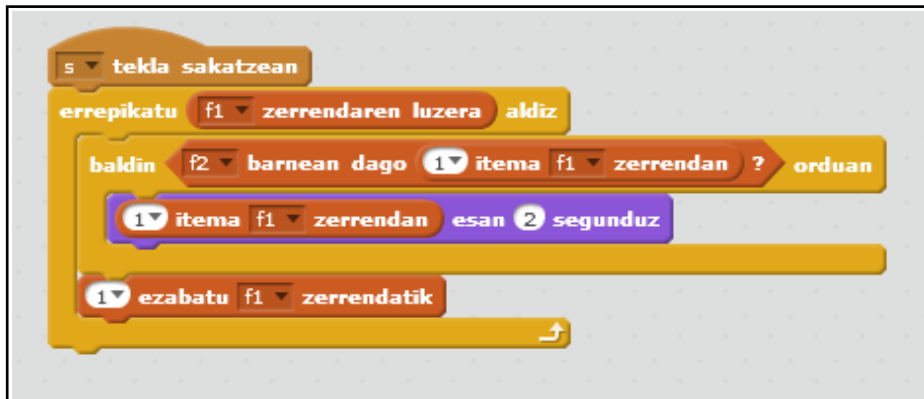 s tekla sakatzean
errepikatu f1 zerrendaren luzera aldiz
baldin f2 barnean dago 1 itema f1 zerrendan ? orduan
1 itema f1 zerrendan esan 2 segunduz
1 ezabatu f1 zerrendatik